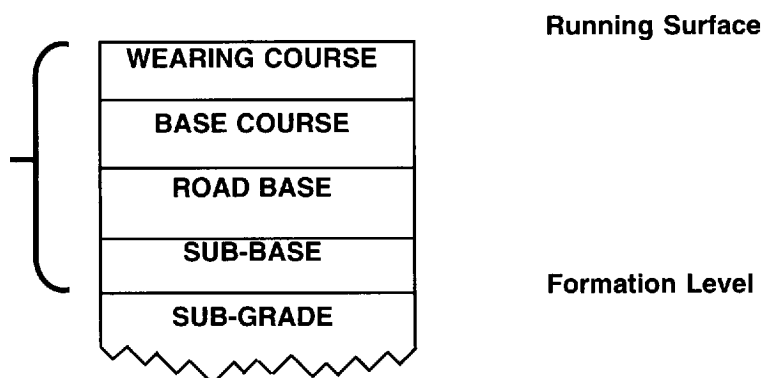 Running Surface
WEARING COURSE
BASE COURSE
ROAD BASE
SUB-BASE
Formation Level
SUB-GRADE